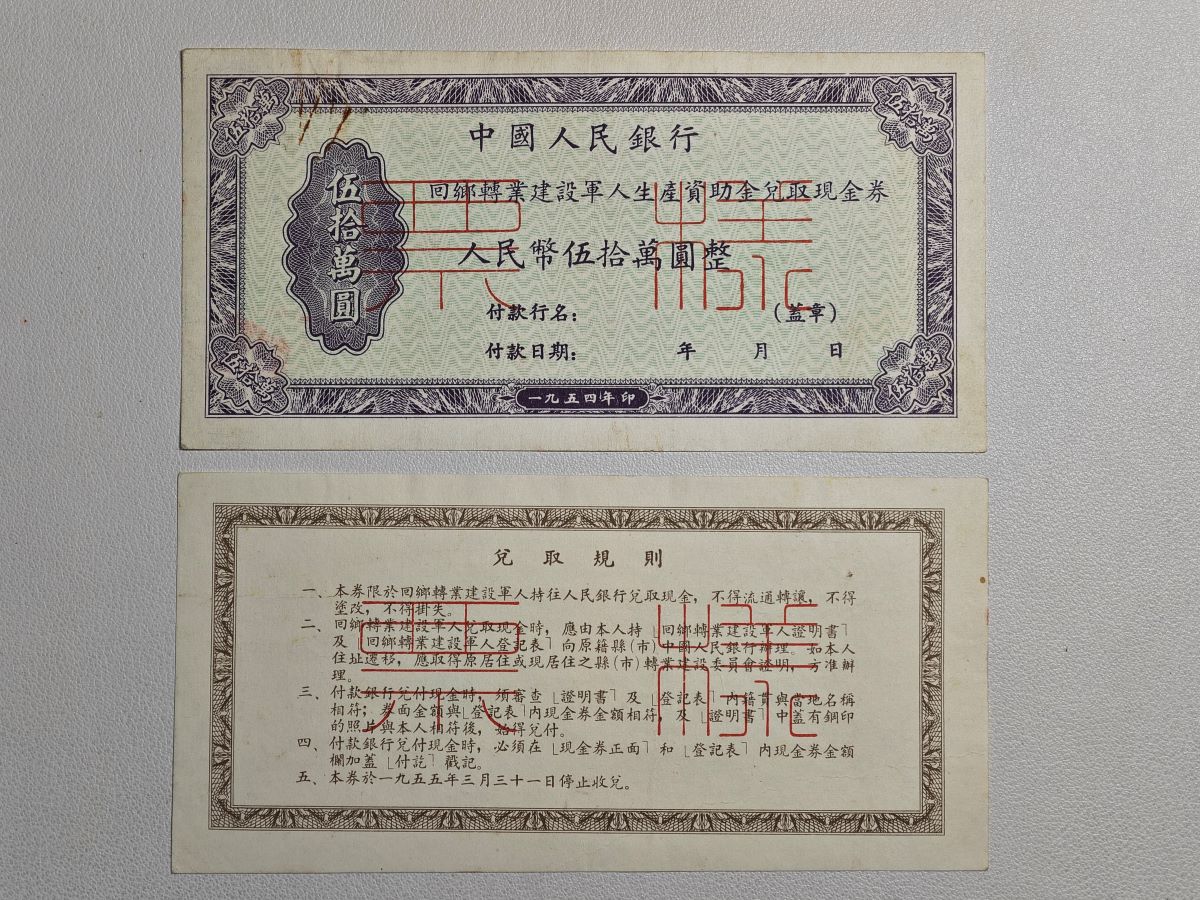 中國人民銀行
伍拾萬
伍拾萬
回鄉轉業建設軍人生產資助金兌取現金券
伍拾萬圓
人民幣伍拾萬圓整
票樣
付款行名： （蓋章）
付款日期： 年 月 日
伍拾萬
伍拾萬
一九五四年印
兌取規則
一、本券限於回鄉轉業建設軍人持往人民銀行兌取現金，不得流通轉讓，不得
塗改，不得掛失。
二、回鄉轉業建設軍人兌取現金時，應由本人持「回鄉轉業建設軍人證明書」
及「回鄉轉業建設軍人登記表」向原籍縣（市）中國人民銀行辦理。如本人
住址遷移，應取得原居住或現居住之縣（市）轉業建設委員會證明，方准辦
理。
三、付款銀行兌付現金時，須審查「證明書」及「登記表」內籍貫與當地名稱
相符；券面金額與「登記表」內現金券金額相符，及「證明書」中蓋有鋼印
的照片與本人相符後，始得兌付。
四、付款銀行兌付現金時，必須在「現金券正面」和「登記表」內現金券金額
欄加蓋「付訖」戳記。
五、本券於一九五五年三月三十一日停止收兌。
票樣